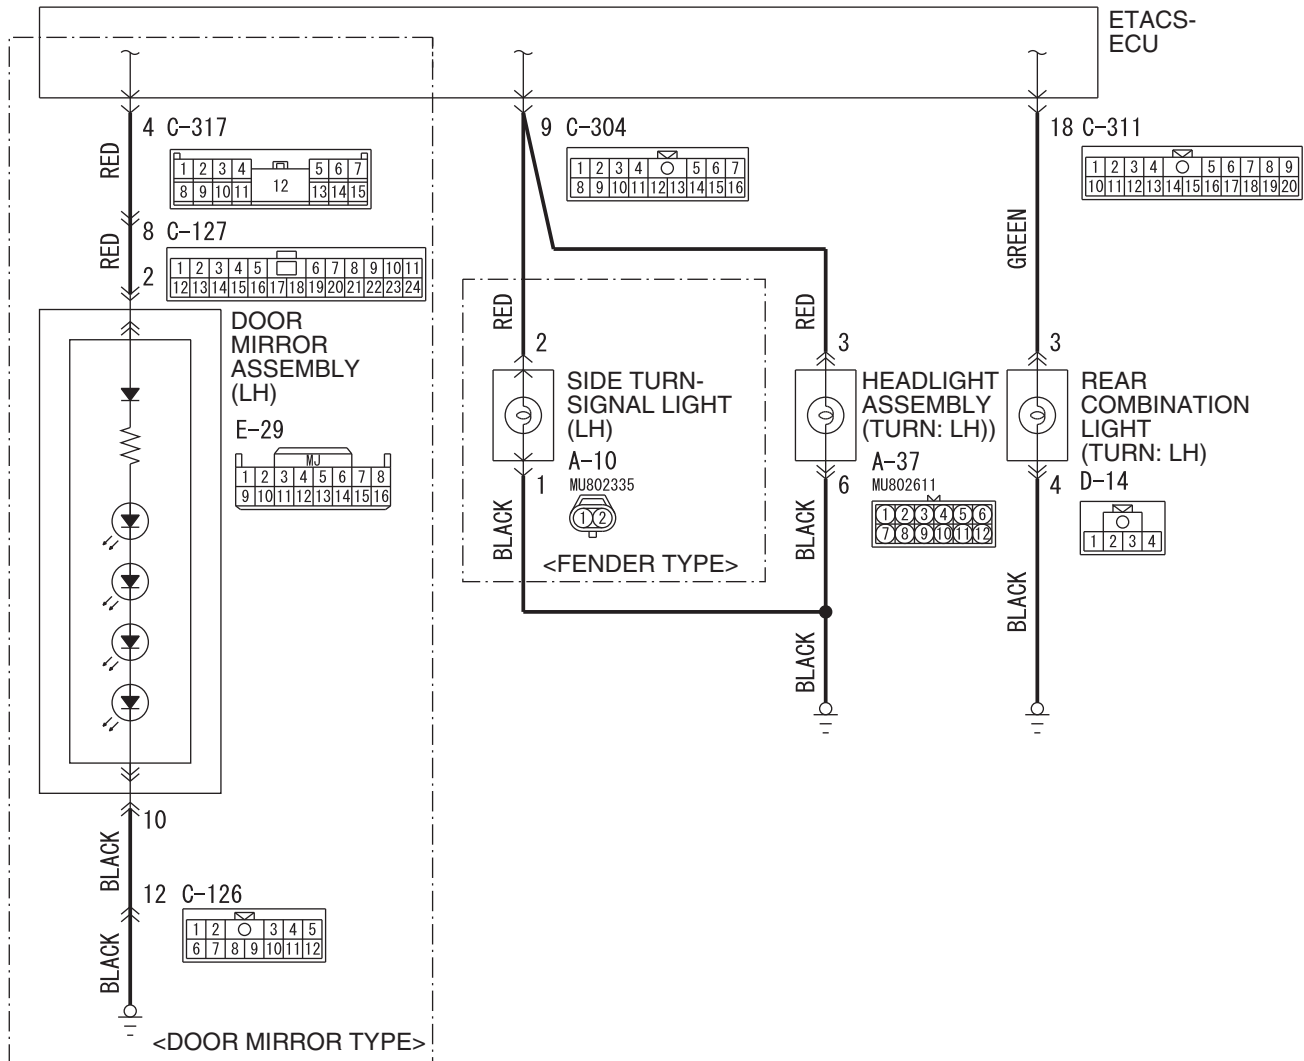 ETACS-
ECU
4 C-317
RED
1 2 3 4 5 6 7
8 9 10 11 12 13 14 15
8 C-127
RED
2
1 2 3 4 5 6 7 8 9 10 11
12 13 14 15 16 17 18 19 20 21 22 23 24
DOOR
MIRROR
ASSEMBLY
(LH)
E-29
MJ
1 2 3 4 5 6 7 8
9 10 11 12 13 14 15 16
10
BLACK
12 C-126
1 2 3 4 5
6 7 8 9 10 11 12
BLACK
<DOOR MIRROR TYPE>
9 C-304
1 2 3 4 5 6 7
8 9 10 11 12 13 14 15 16
RED
2
SIDE TURN-
SIGNAL LIGHT
(LH)
A-10
MU802335
1 2
1
BLACK
<FENDER TYPE>
RED
3
HEADLIGHT
ASSEMBLY
(TURN: LH))
A-37
MU802611
1 2 3 4 5 6
7 8 9 10 11 12
6
BLACK
BLACK
18 C-311
1 2 3 4 5 6 7 8 9
10 11 12 13 14 15 16 17 18 19 20
GREEN
3
REAR
COMBINATION
LIGHT
(TURN: LH)
D-14
1 2 3 4
4
BLACK